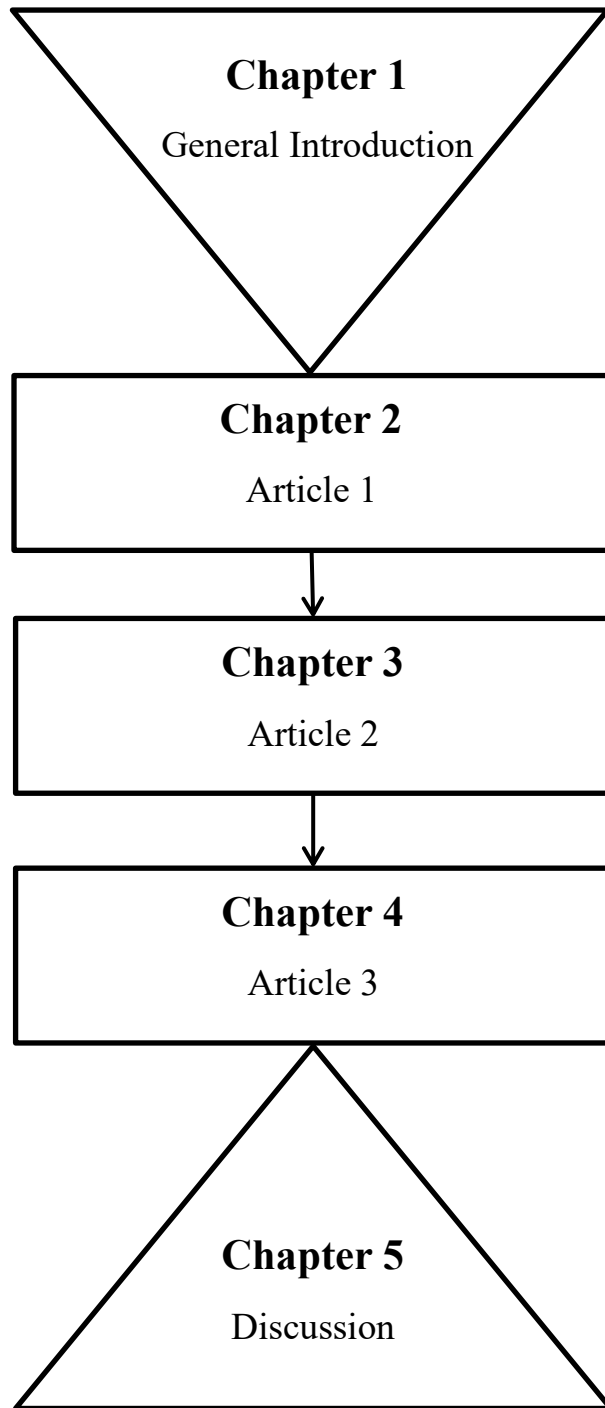 Chapter 1
General Introduction
Chapter 2
Article 1
Chapter 3
Article 2
Chapter 4
Article 3
Chapter 5
Discussion